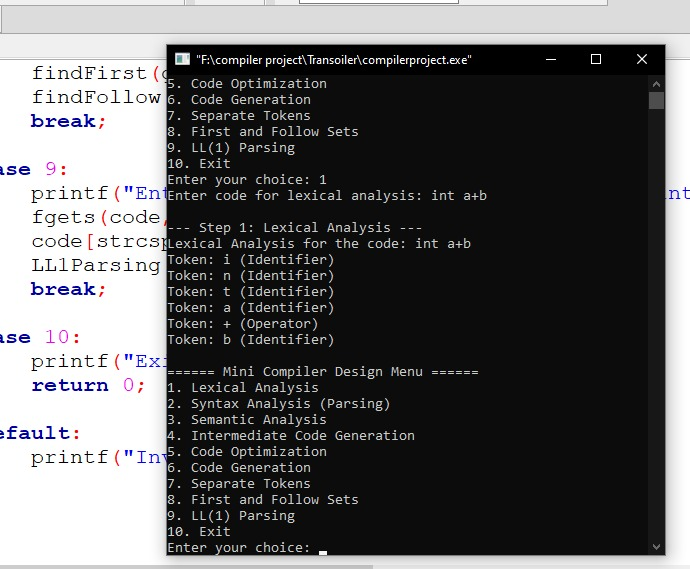 findFirst(
findFollow
break;
ase 9:
printf("Ent
fgets(code,
code[strcsp
LL1Parsing
break;
ase 10:
printf("Exi
return 0;
efault:
printf("Inv
nt
"F:\compiler project\Transoiler\compilerproject.exe"
5. Code Optimization
6. Code Generation
7. Separate Tokens
8. First and Follow Sets
9. LL(1) Parsing
10. Exit
Enter your choice: 1
Enter code for lexical analysis: int a+b
--- Step 1: Lexical Analysis ---
Lexical Analysis for the code: int a+b
Token: i (Identifier)
Token: n (Identifier)
Token: t (Identifier)
Token: a (Identifier)
Token: + (Operator)
Token: b (Identifier)
====== Mini Compiler Design Menu ======
1. Lexical Analysis
2. Syntax Analysis (Parsing)
3. Semantic Analysis
4. Intermediate Code Generation
5. Code Optimization
6. Code Generation
7. Separate Tokens
8. First and Follow Sets
9. LL(1) Parsing
10. Exit
Enter your choice: